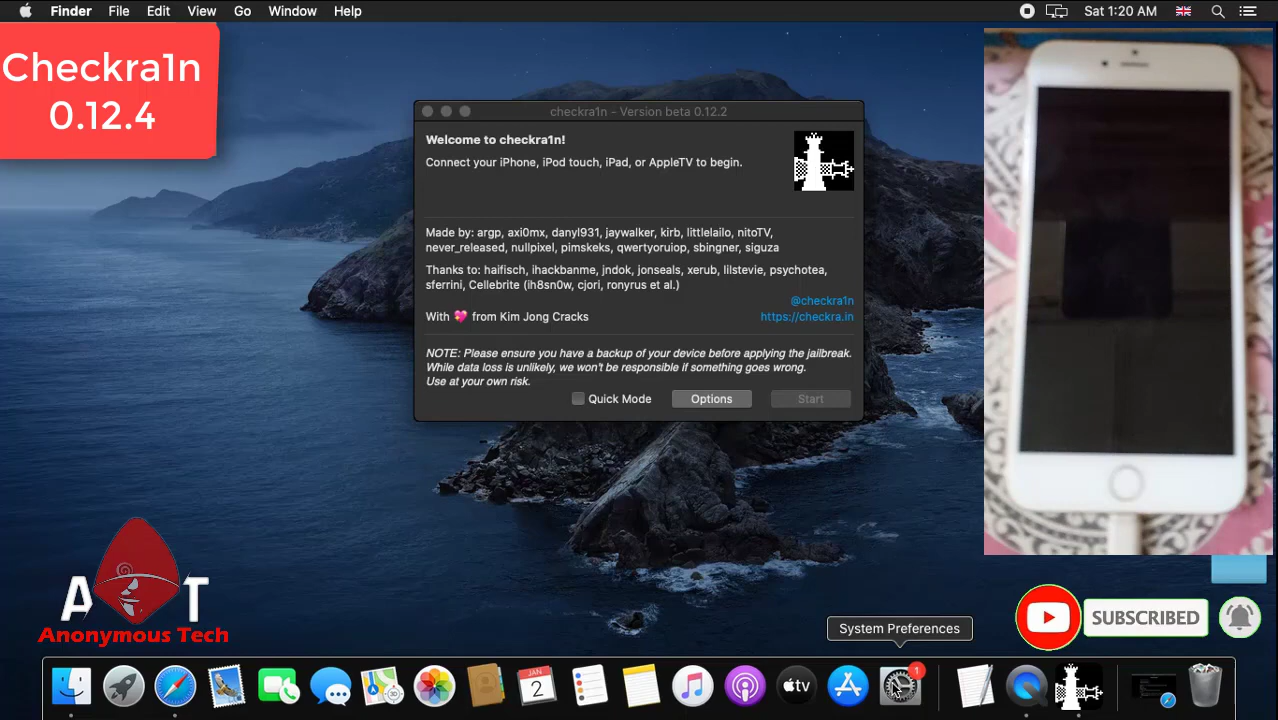 Finder File Edit View Go Window Help
Sat 1:20 AM
Checkra1n
0.12.4
checkra1n - Version beta 0.12.2
Welcome to checkra1n!
Connect your iPhone, iPod touch, iPad, or AppleTV to begin.
Made by: argp, axi0mx, danyl931, jaywalker, kirb, littlelailo, nitoTV,
never_released, nullpixel, pimskeks, qwertyoruiop, sbingner, siguza
Thanks to: haifisch, ihackbanme, jndok, jonseals, xerub, lilstevie, psychotea,
sferrini, Cellebrite (ih8sn0w, cjori, ronyrus et al.)
@checkra1n
With 💖 from Kim Jong Cracks
https://checkra.in
NOTE: Please ensure you have a backup of your device before applying the jailbreak.
While data loss is unlikely, we won't be responsible if something goes wrong.
Use at your own risk.
Quick Mode Options Start
A T
Anonymous Tech
SUBSCRIBED
System Preferences
JAN
2
tv
1